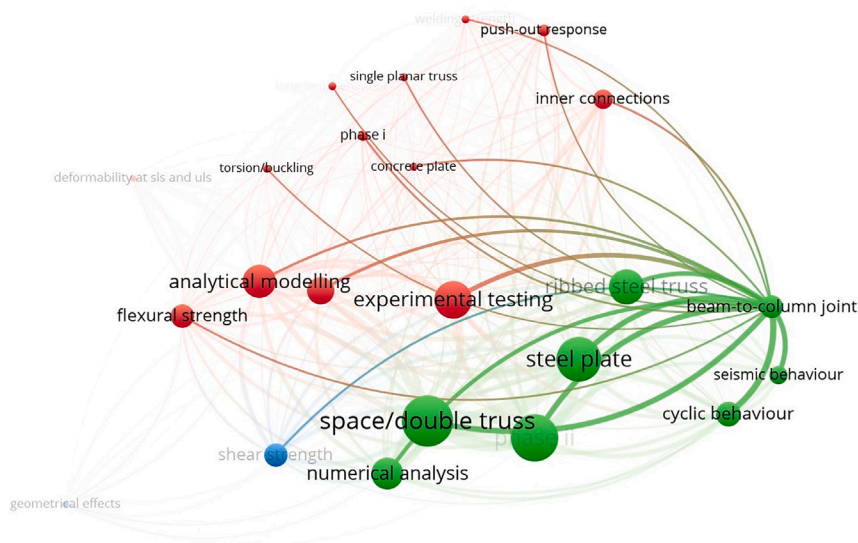 welding strength
push-out response
single planar truss
inner connections
phase i
concrete plate
torsion/buckling
deformability at sls and uls
analytical modelling
ribbed steel truss
experimental testing
beam-to-column joint
flexural strength
steel plate
seismic behaviour
cyclic behaviour
space/double truss
phase ii
shear strength
numerical analysis
geometrical effects